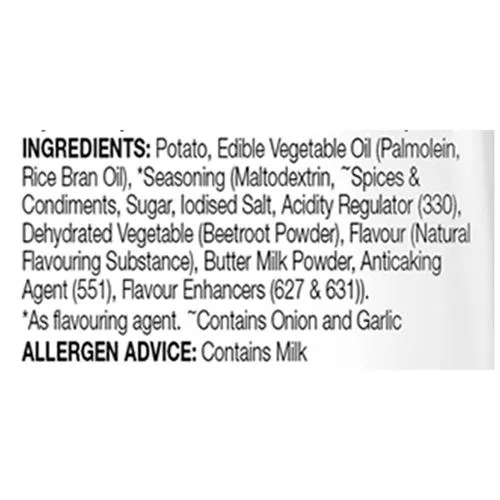 INGREDIENTS: Potato, Edible Vegetable Oil (Palmolein,
Rice Bran Oil), *Seasoning (Maltodextrin, ~Spices &
Condiments, Sugar, Iodised Salt, Acidity Regulator (330),
Dehydrated Vegetable (Beetroot Powder), Flavour (Natural
Flavouring Substance), Butter Milk Powder, Anticaking
Agent (551), Flavour Enhancers (627 & 631)).
*As flavouring agent. ~Contains Onion and Garlic
ALLERGEN ADVICE: Contains Milk